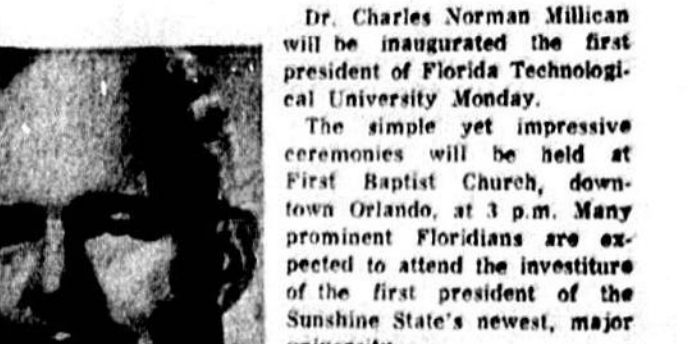 Dr. Charles Norman Millican
will be inaugurated the first
president of Florida Technologi-
cal University Monday.
The simple yet impressive
ceremonies will be held at
First Baptist Church, down-
town Orlando, at 3 p.m. Many
prominent Floridians are ex-
pected to attend the investiture
of the first president of the
Sunshine State's newest, major